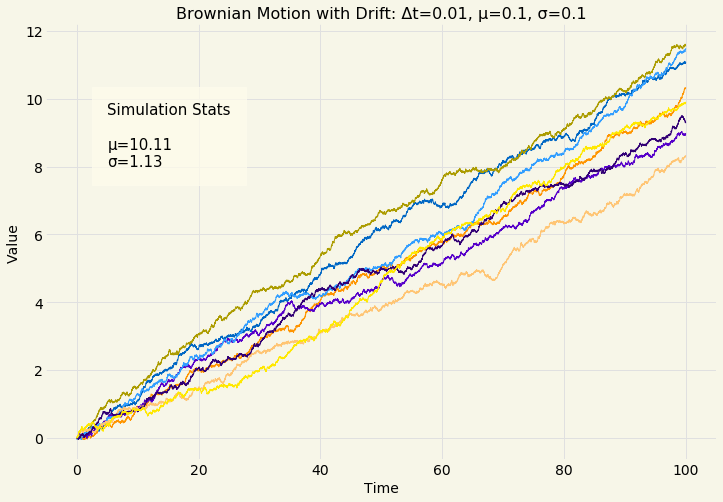 Brownian Motion with Drift: Δt=0.01, μ=0.1, σ=0.1
12
10
8
6
4
2
0
Value
Simulation Stats
μ=10.11
σ=1.13
0 20 40 60 80 100
Time